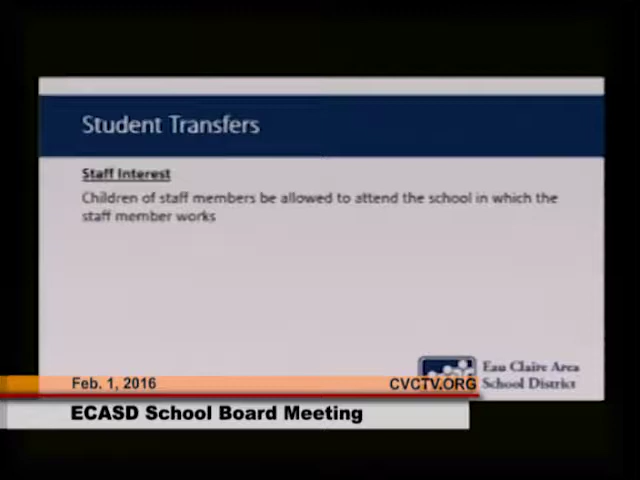 Student Transfers
Staff Interest
Children of staff members be allowed to attend the school in which the
staff member works
Eau Claire Area
School District
Feb. 1, 2016
CVCTV.ORG
ECASD School Board Meeting